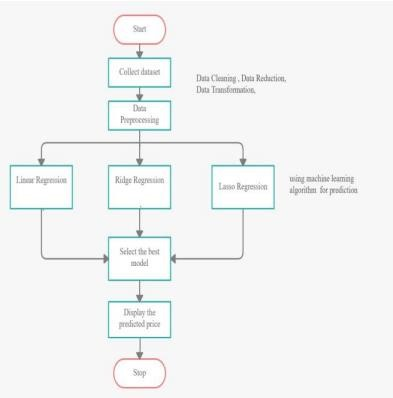 Start
Collect dataset
Data Cleaning , Data Reduction,
Data Transformation,
Data
Preprocessing
Linear Regression
Ridge Regression
Lasso Regression
using machine learning
algorithm for prediction
Select the best
model
Display the
predicted price
Stop